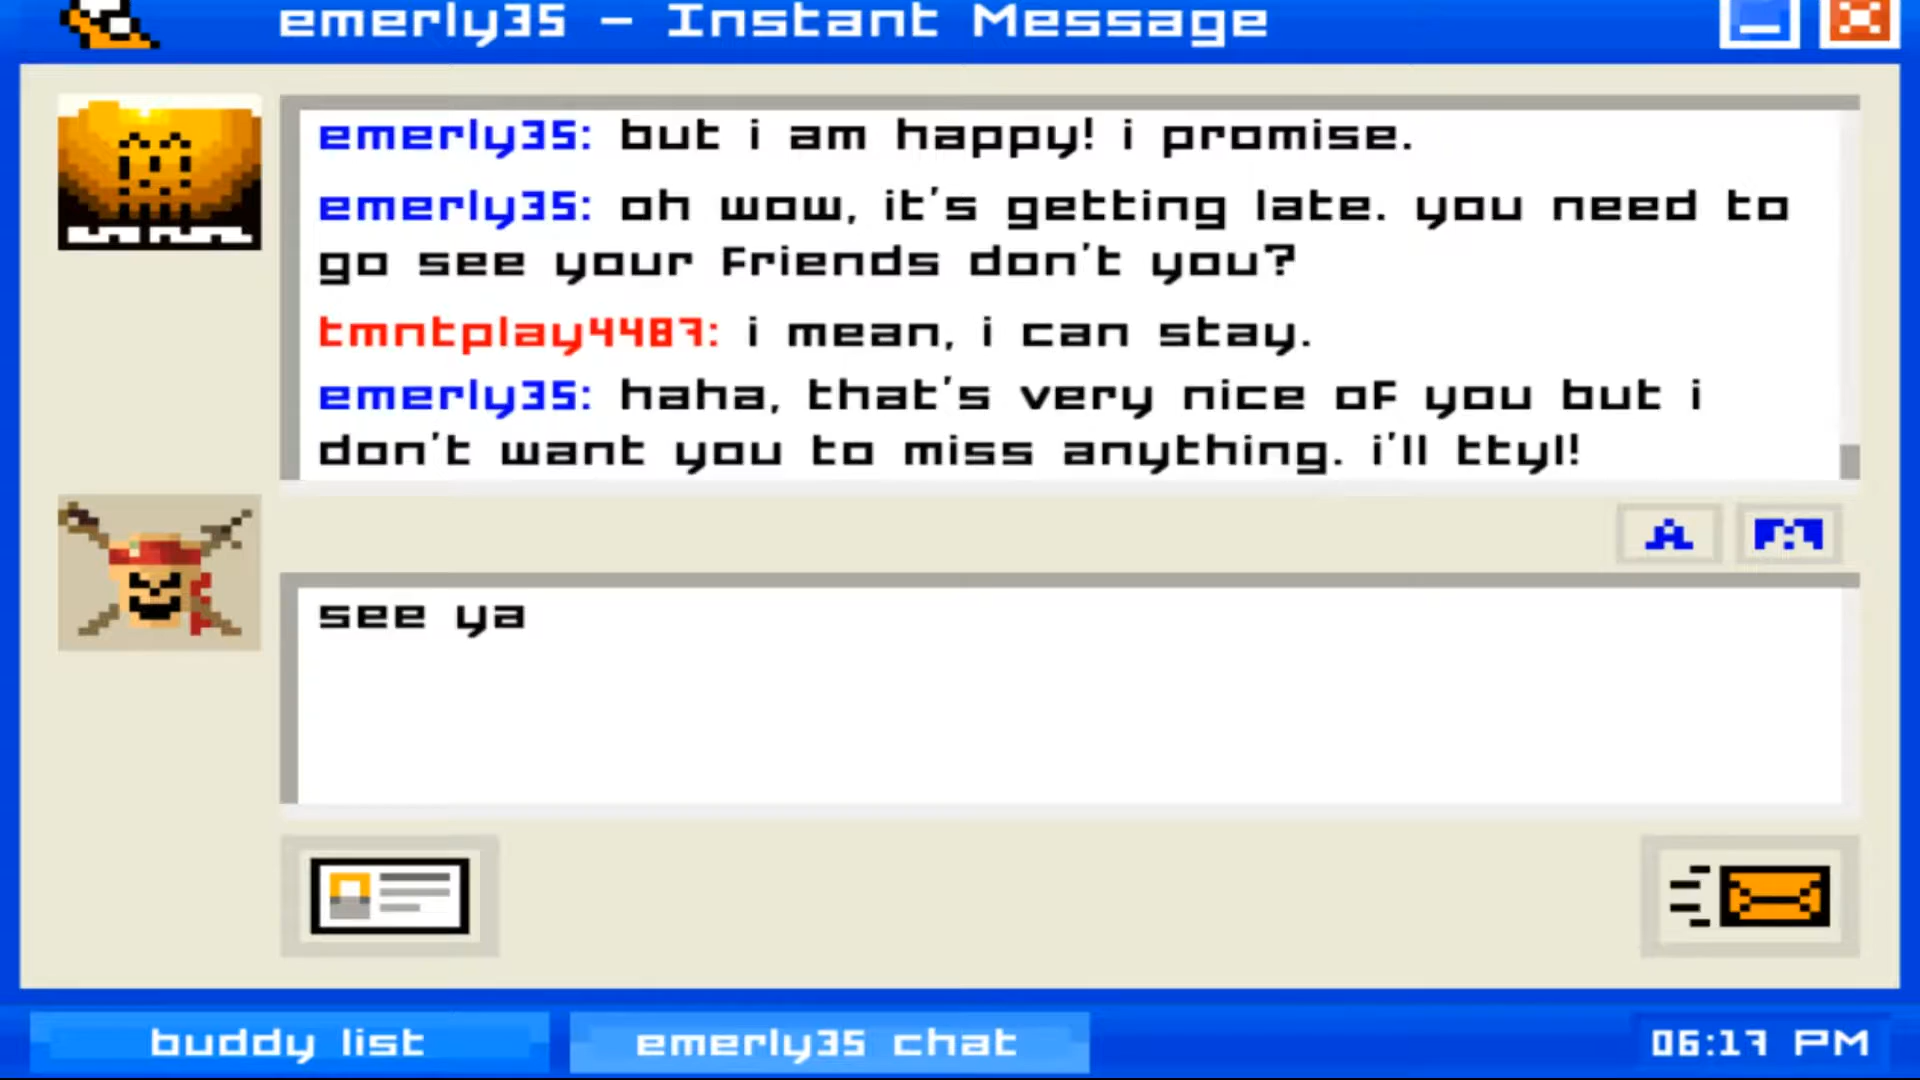 emerly35 - Instant Message
emerly35: but i am happy! i promise.
emerly35: oh wow, it's getting late. you need to
go see your friends don't you?
tmntplay4487: i mean, i can stay.
emerly35: haha, that's very nice of you but i
don't want you to miss anything. i'll ttyl!
A
see ya
buddy list
emerly35 chat
06:17 PM